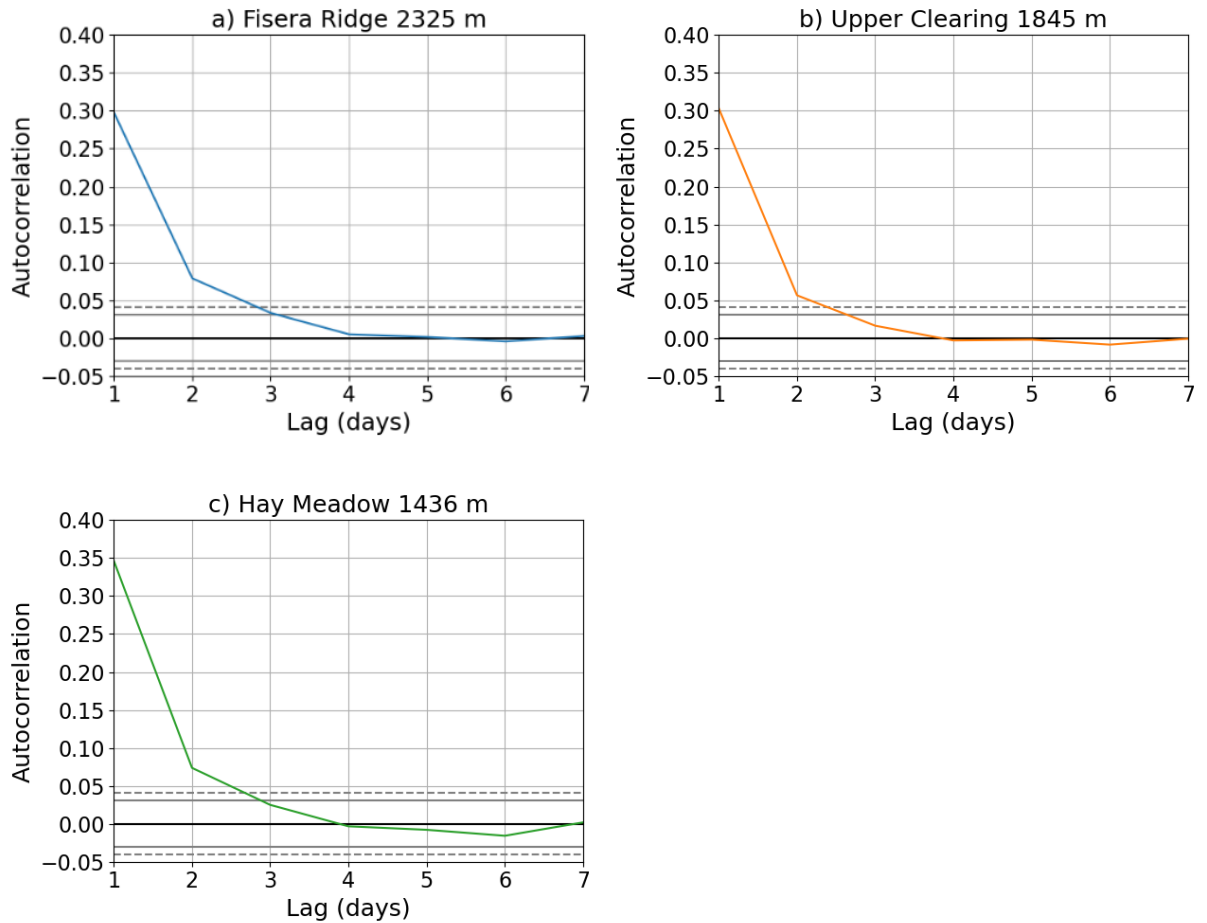 a) Fisera Ridge 2325 m
0.40
0.35
0.30
0.25
0.20
0.15
0.10
0.05
0.00
−0.05
Autocorrelation
1 2 3 4 5 6 7
Lag (days)
b) Upper Clearing 1845 m
0.40
0.35
0.30
0.25
0.20
0.15
0.10
0.05
0.00
−0.05
Autocorrelation
1 2 3 4 5 6 7
Lag (days)
c) Hay Meadow 1436 m
0.40
0.35
0.30
0.25
0.20
0.15
0.10
0.05
0.00
−0.05
Autocorrelation
1 2 3 4 5 6 7
Lag (days)